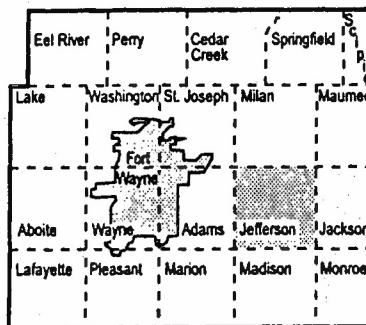 Eel River Perry Cedar Creek Springfield Scipio
Lake Washington St. Joseph Milan Maumee
Fort Wayne
Aboite Wayne Adams Jefferson Jackson
Lafayette Pleasant Marion Madison Monroe